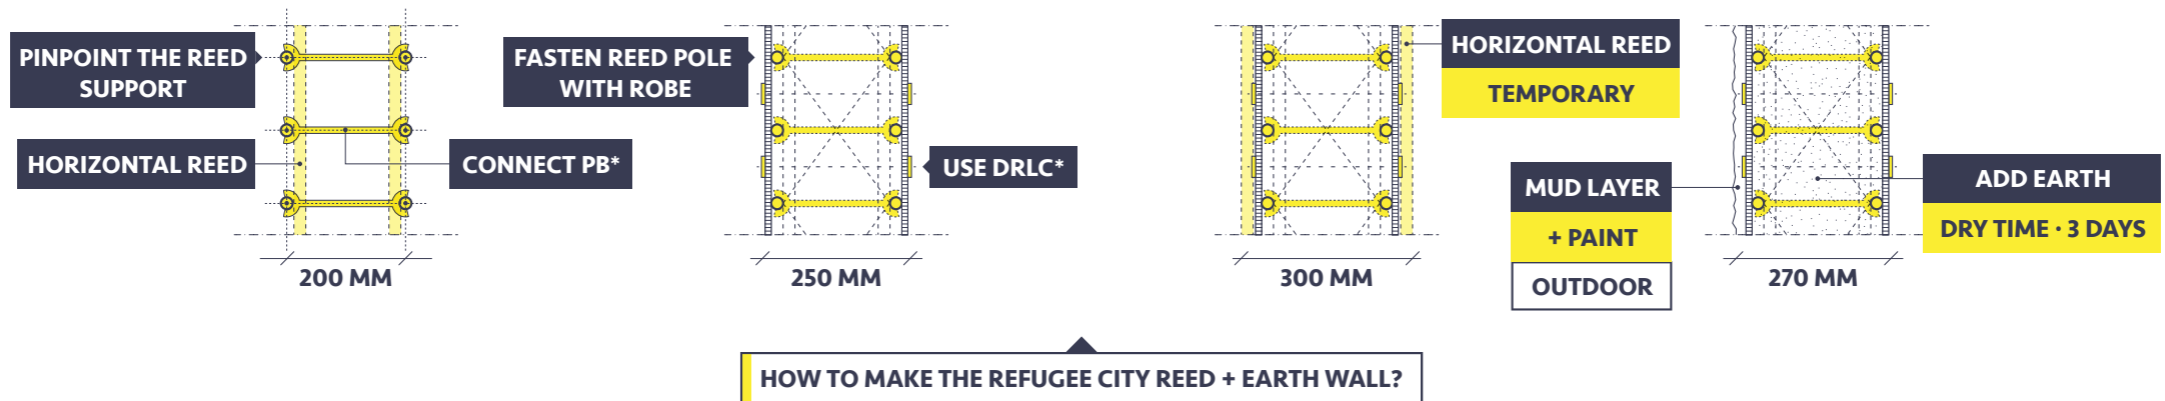 PINPOINT THE REED
SUPPORT
HORIZONTAL REED
CONNECT PB*
200 MM
FASTEN REED POLE
WITH ROBE
USE DRLC*
250 MM
HORIZONTAL REED
TEMPORARY
300 MM
MUD LAYER
+ PAINT
OUTDOOR
ADD EARTH
DRY TIME · 3 DAYS
270 MM
HOW TO MAKE THE REFUGEE CITY REED + EARTH WALL?